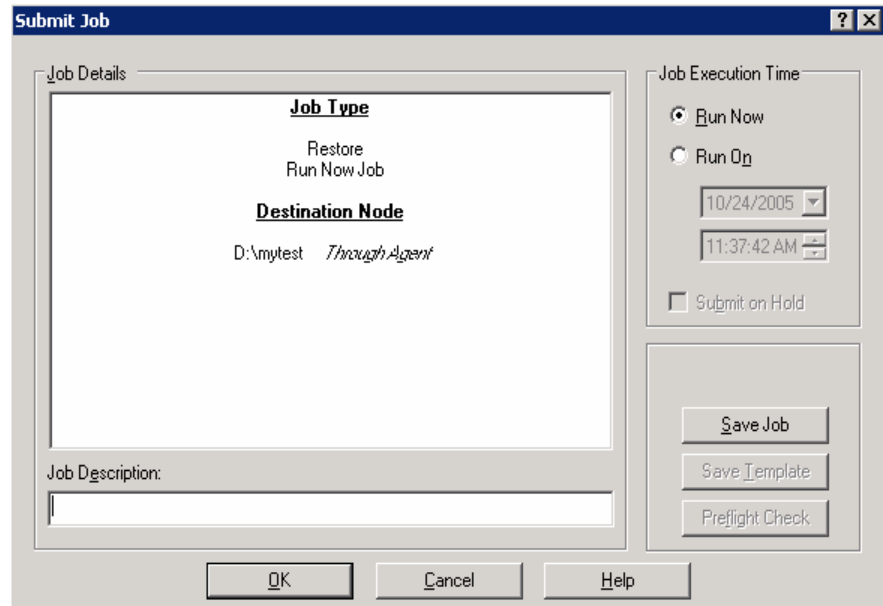 Submit Job
Job Details
Job Type
Restore
Run Now Job
Destination Node
D:\mytest Through Agent
Job Description:
Job Execution Time
Run Now
Run On
10/24/2005
11:37:42 AM
Submit on Hold
Save Job
Save Template
Preflight Check
OK
Cancel
Help